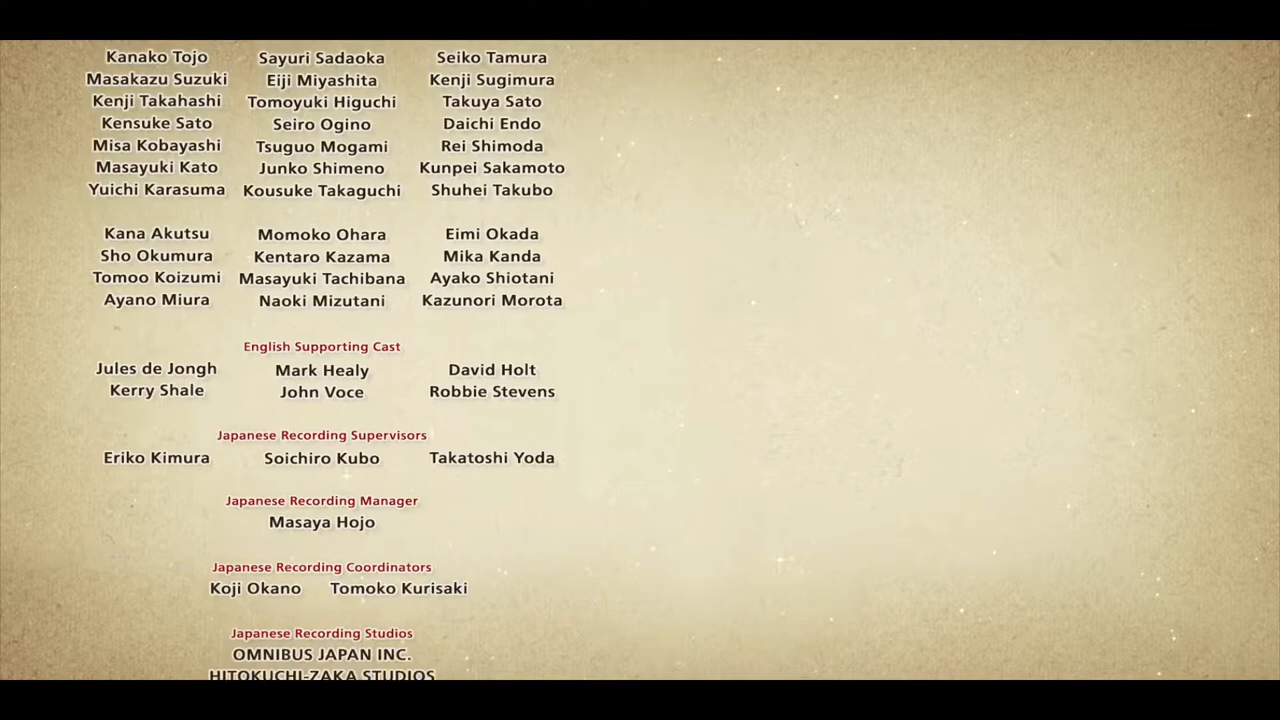 Kanako Tojo Sayuri Sadaoka Seiko Tamura
Masakazu Suzuki Eiji Miyashita Kenji Sugimura
Kenji Takahashi Tomoyuki Higuchi Takuya Sato
Kensuke Sato Seiro Ogino Daichi Endo
Misa Kobayashi Tsuguo Mogami Rei Shimoda
Masayuki Kato Junko Shimeno Kunpei Sakamoto
Yuichi Karasuma Kousuke Takaguchi Shuhei Takubo
Kana Akutsu Momoko Ohara Eimi Okada
Sho Okumura Kentaro Kazama Mika Kanda
Tomoo Koizumi Masayuki Tachibana Ayako Shiotani
Ayano Miura Naoki Mizutani Kazunori Morota
English Supporting Cast
Jules de Jongh Mark Healy David Holt
Kerry Shale John Voce Robbie Stevens
Japanese Recording Supervisors
Eriko Kimura Soichiro Kubo Takatoshi Yoda
Japanese Recording Manager
Masaya Hojo
Japanese Recording Coordinators
Koji Okano Tomoko Kurisaki
Japanese Recording Studios
OMNIBUS JAPAN INC.
HITOKUCHI-ZAKA STUDIOS